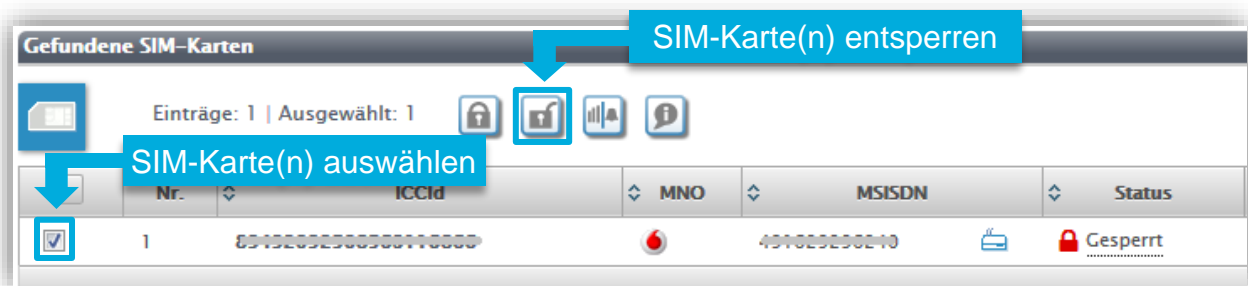 Gefundene SIM-Karten
SIM-Karte(n) entsperren
Einträge: 1 | Ausgewählt: 1
SIM-Karte(n) auswählen
Nr. ICCId MNO MSISDN Status
1 Gesperrt